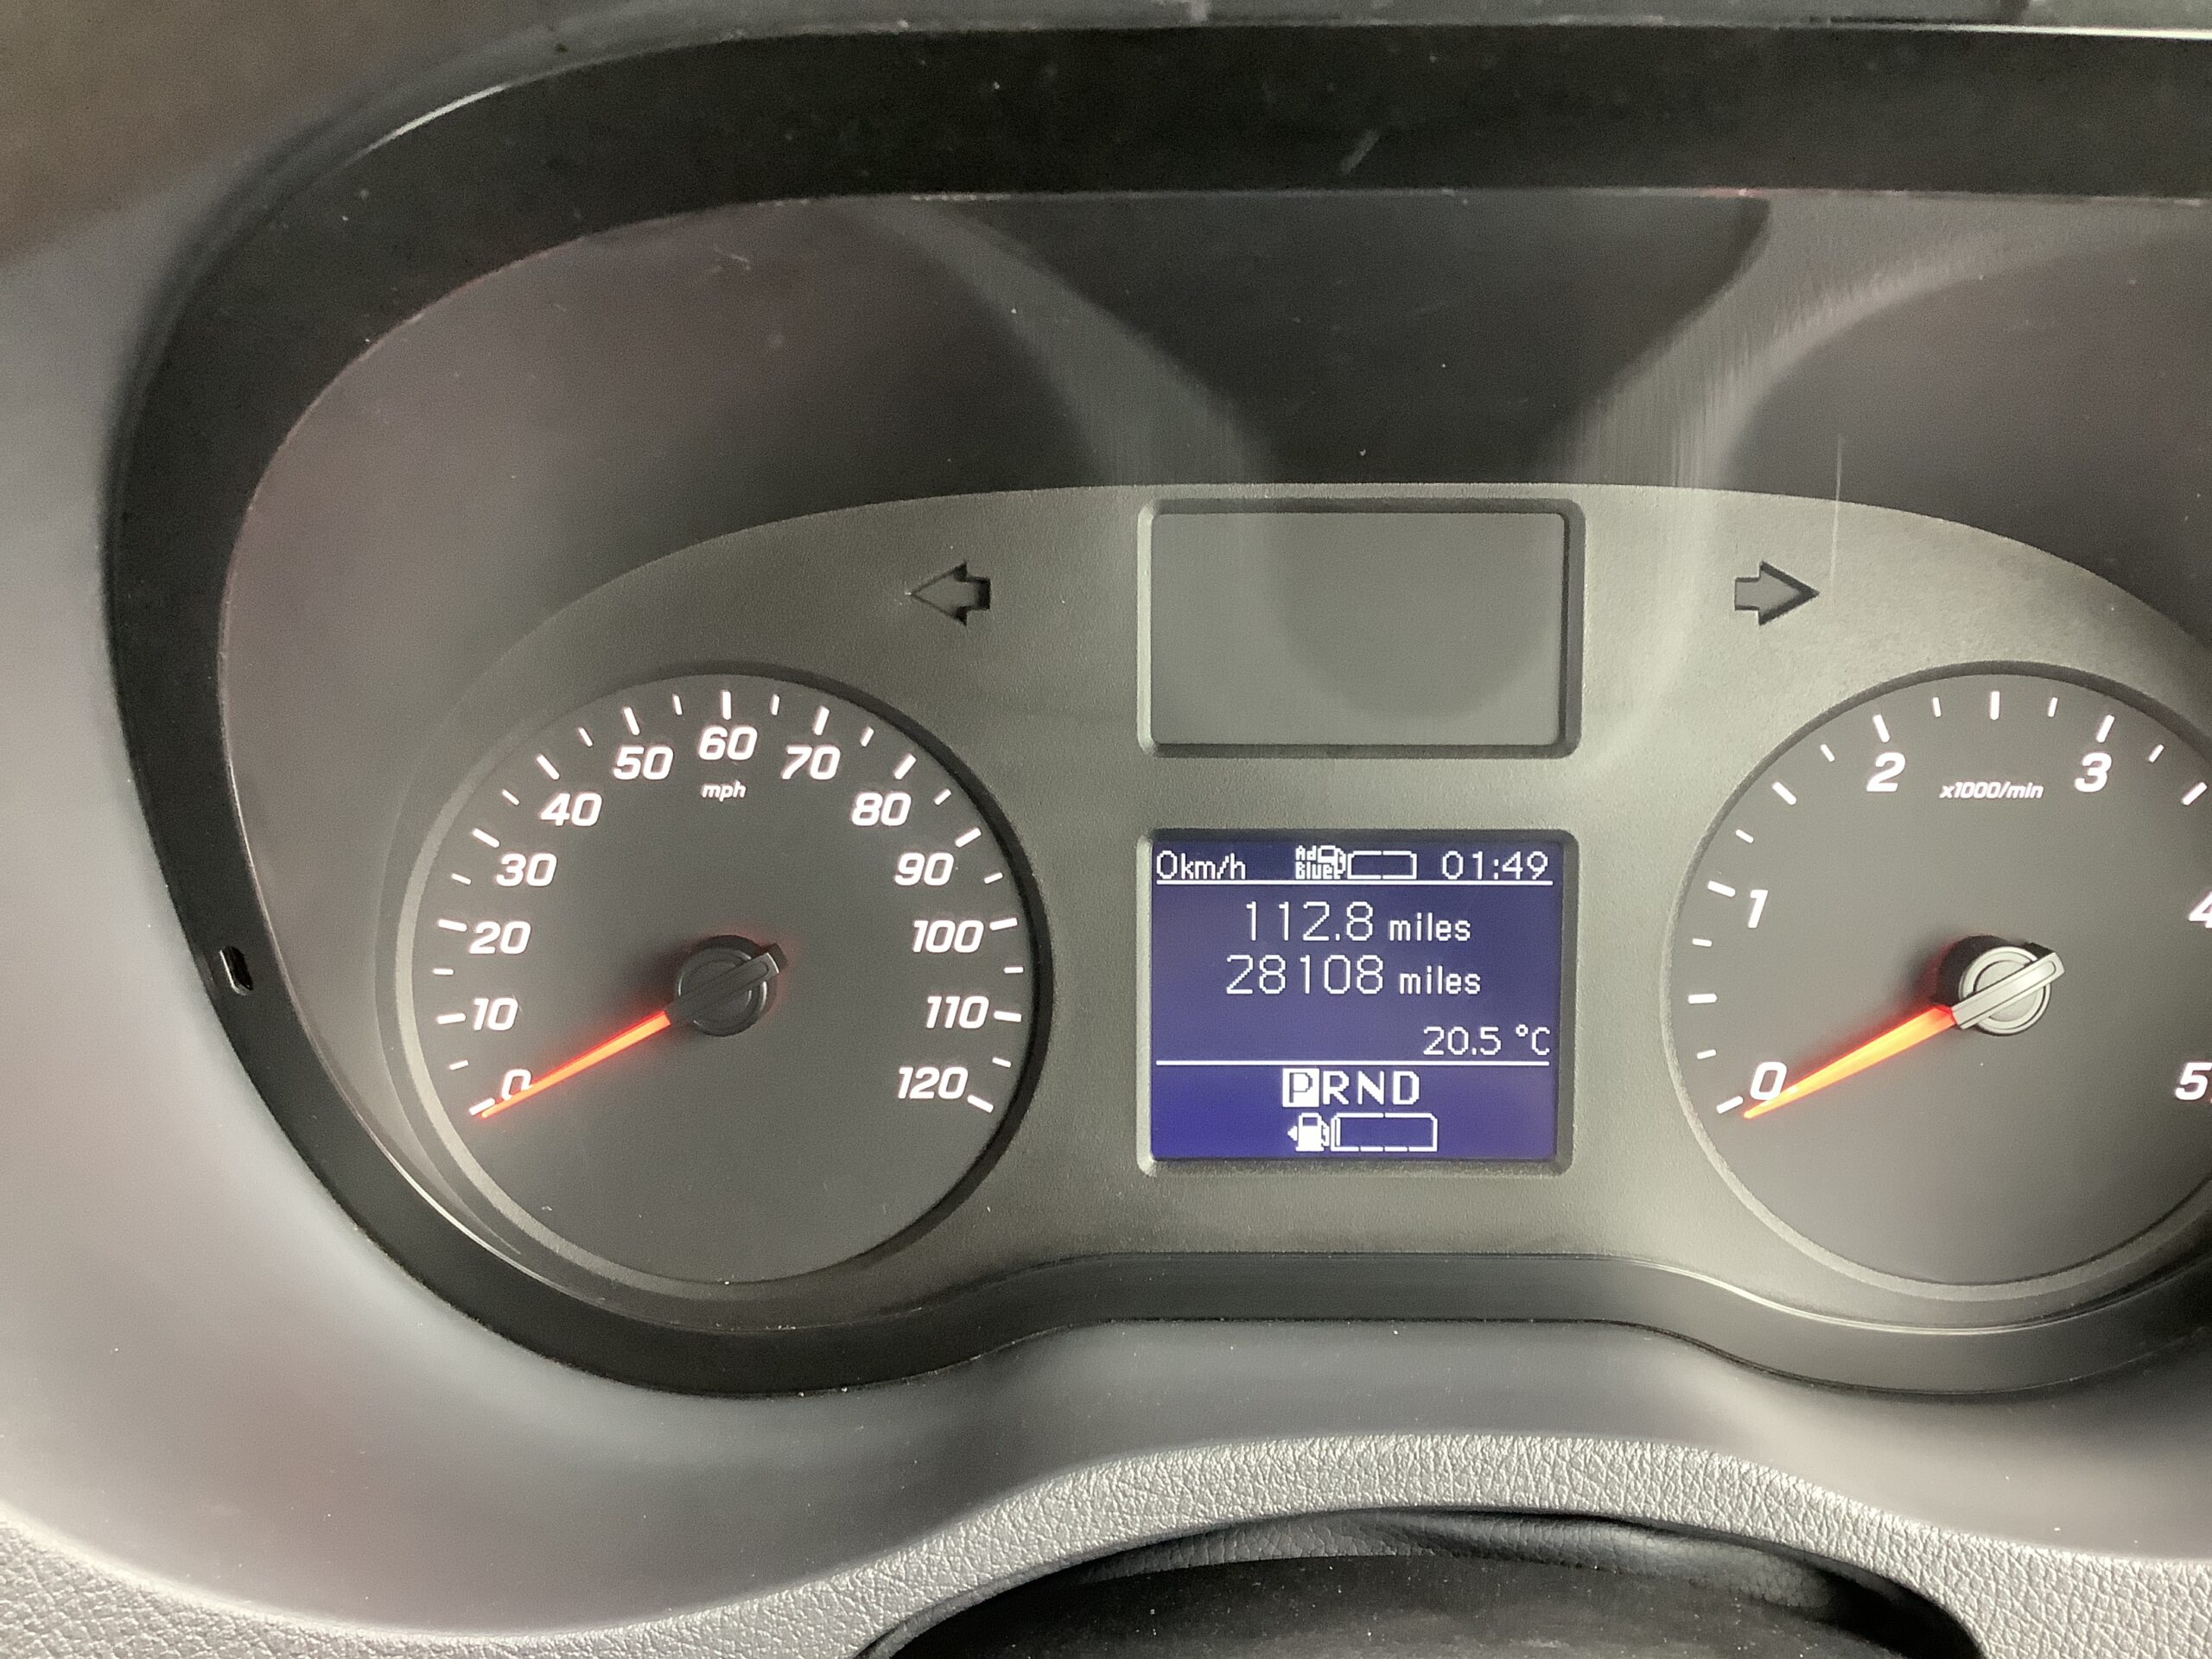 0 10 20 30 40 50 60 70 80 90 100 110 120
mph
0km/h Ad Blue 01:49
112.8 miles
28108 miles
20.5 °C
PRND
0 1 2 3 4 5
x1000/min